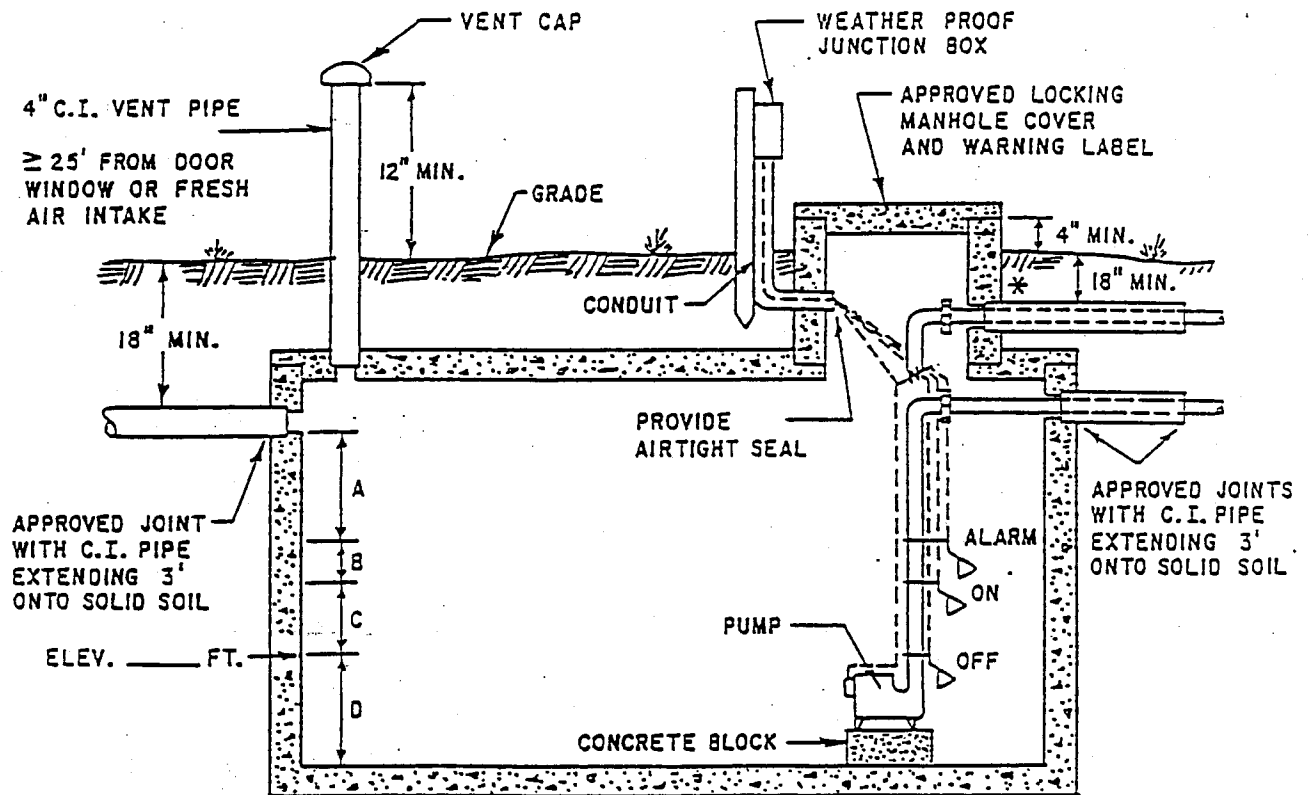 VENT CAP
WEATHER PROOF
JUNCTION BOX
4" C.I. VENT PIPE
≥ 25' FROM DOOR
WINDOW OR FRESH
AIR INTAKE
12" MIN.
GRADE
APPROVED LOCKING
MANHOLE COVER
AND WARNING LABEL
4" MIN.
18" MIN.
*
CONDUIT
18" MIN.
PROVIDE
AIRTIGHT SEAL
APPROVED JOINT
WITH C.I. PIPE
EXTENDING 3'
ONTO SOLID SOIL
A
B
C
D
ELEV. ______ FT.
APPROVED JOINTS
WITH C.I. PIPE
EXTENDING 3'
ONTO SOLID SOIL
ALARM
ON
OFF
PUMP
CONCRETE BLOCK